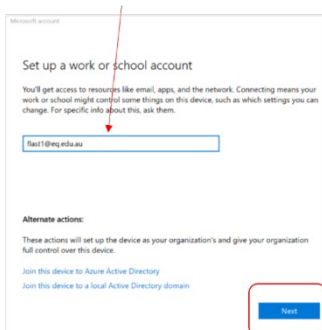 Microsoft account
Set up a work or school account
You'll get access to resources like email, apps, and the network. Connecting means your
work or school might control some things on this device, such as which settings you can
change. For specific info about this, ask them.
flast1@eq.edu.au
Alternate actions:
These actions will set up the device as your organization's and give your organization
full control over this device.
Join this device to Azure Active Directory
Join this device to a local Active Directory domain
Next